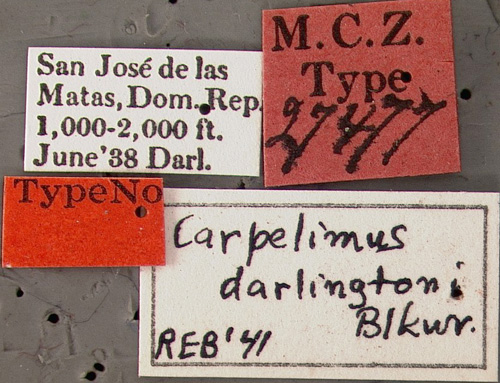 San José de las
Matas, Dom. Rep.
1,000-2,000 ft.
June'38 Darl.
M.C.Z.
Type
27477
TypeNo
Carpelimus
darlingtoni
Blkwr.
REB'41